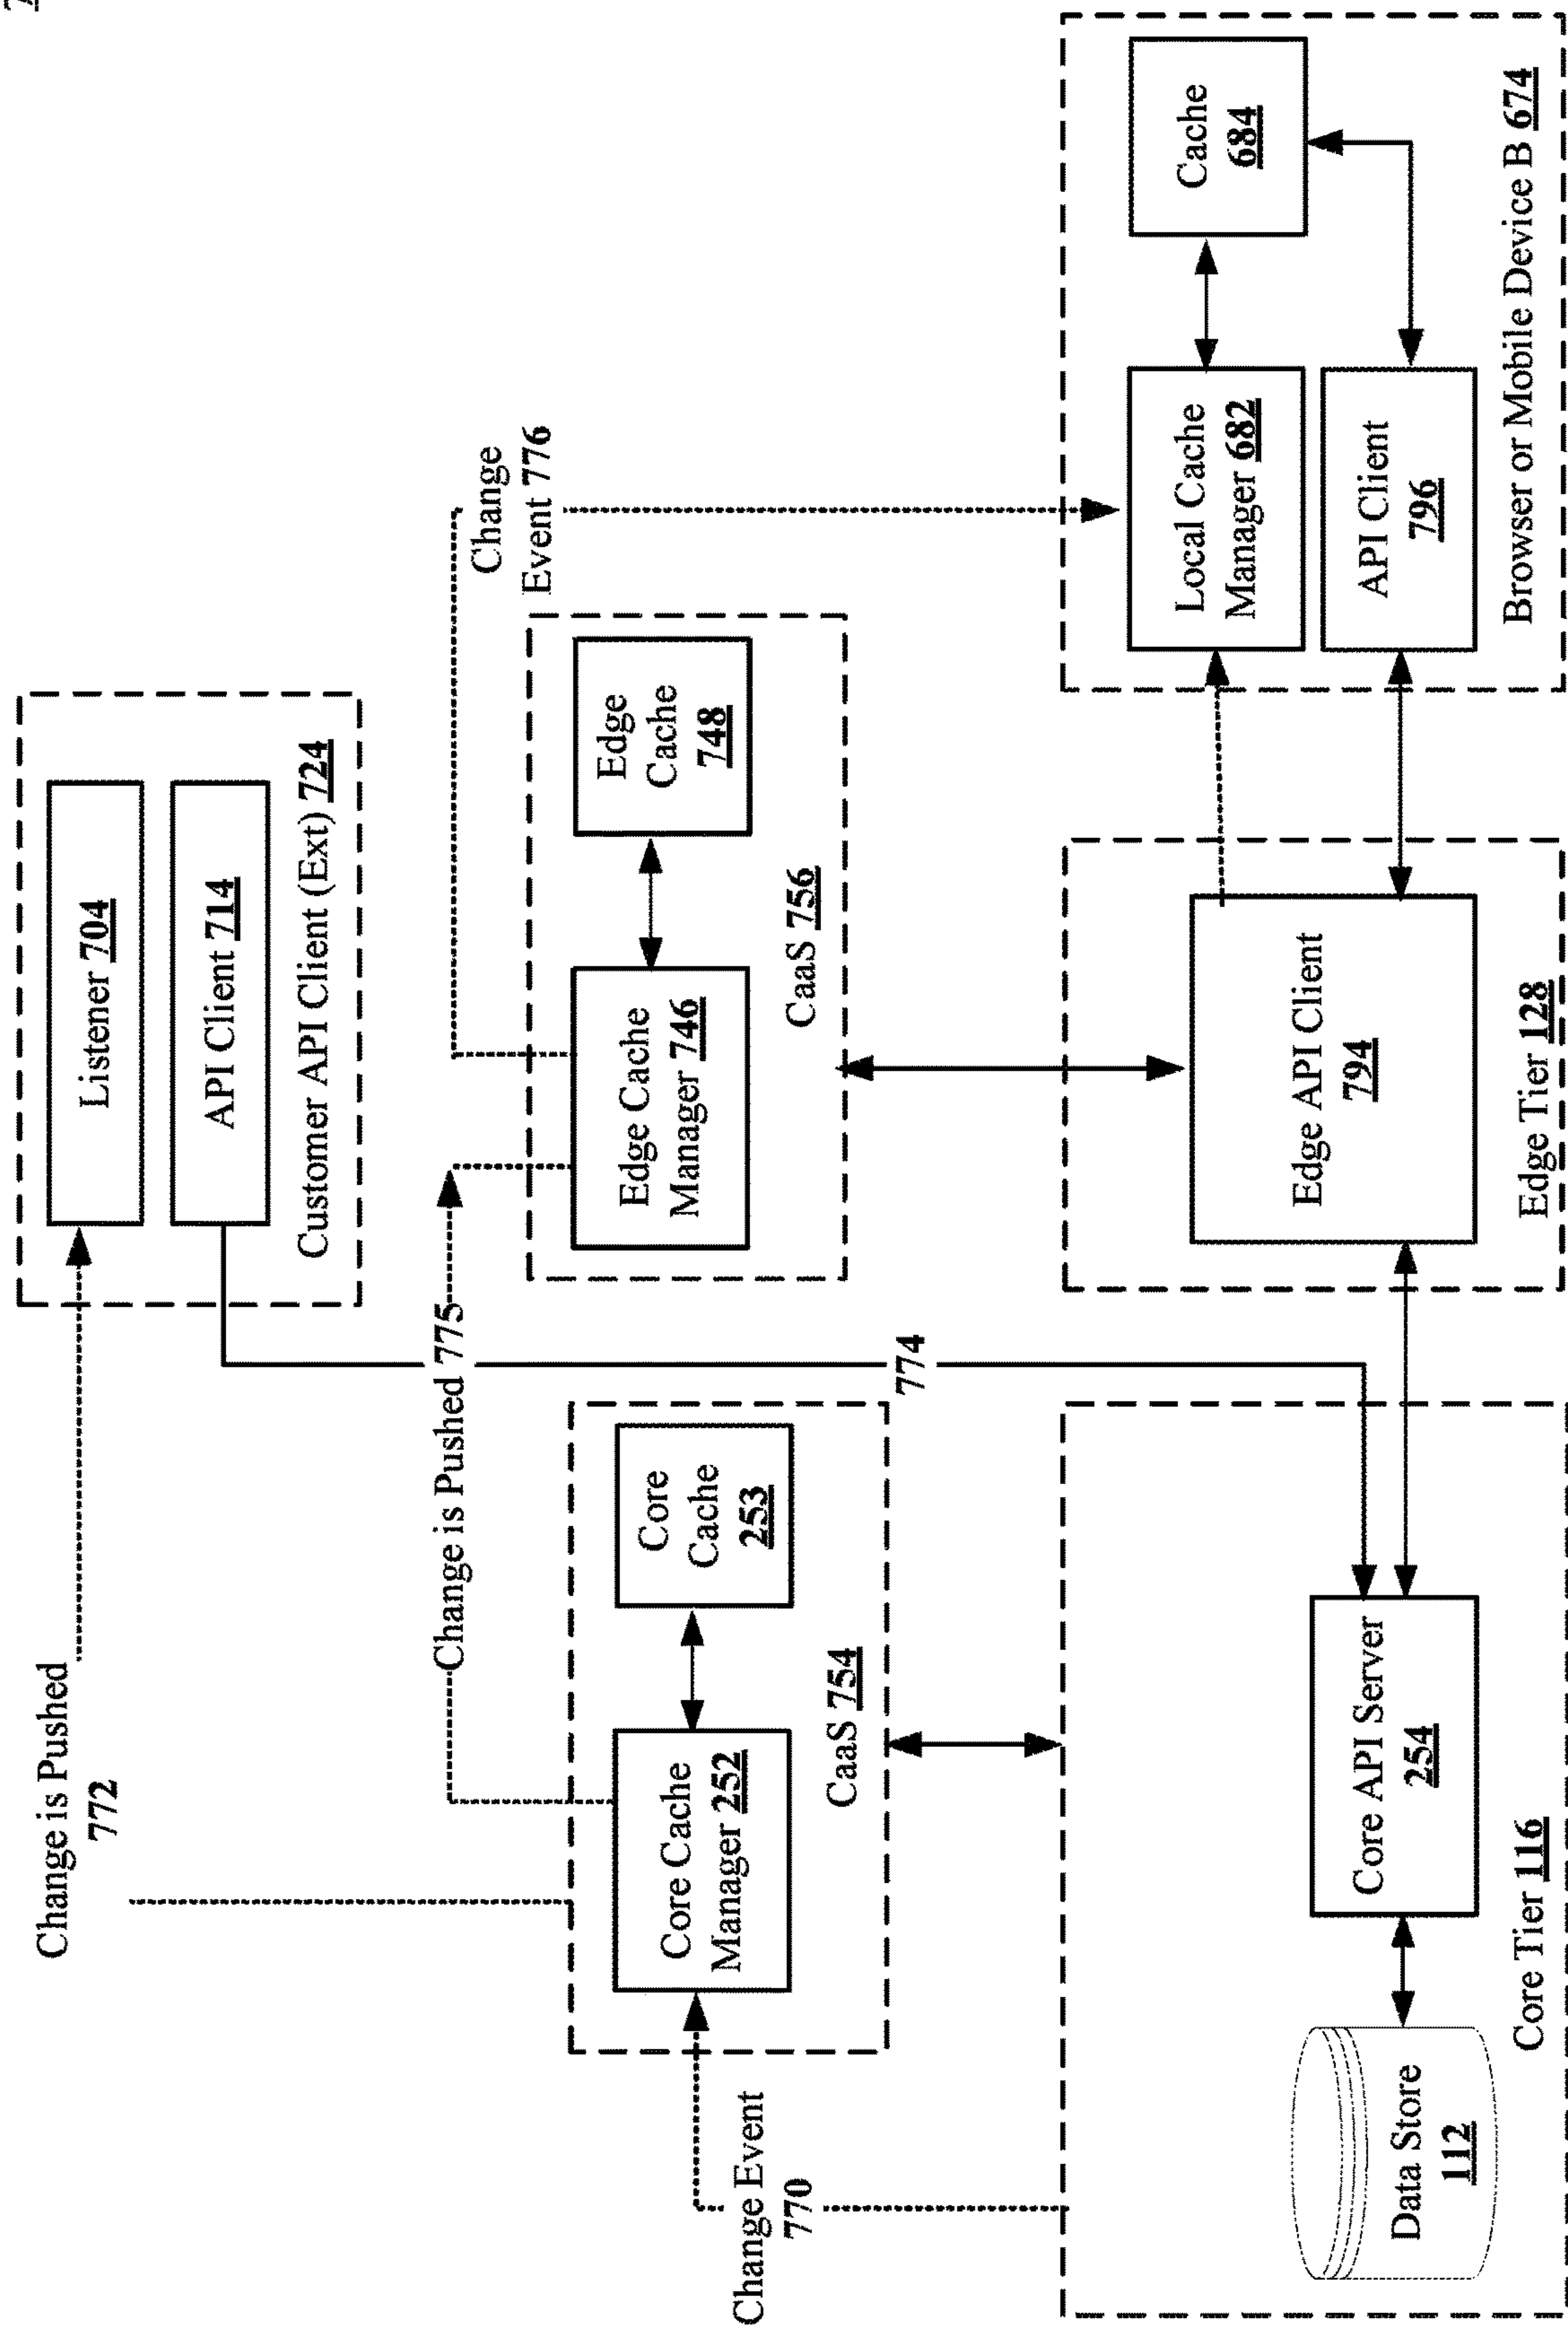 Change is Pushed
772
Listener 704
API Client 714
Customer API Client (Ext) 724
Change is Pushed 775
Change
Event 776
Change Event
770
Core Cache
Manager 252
Core
Cache
253
CaaS 754
774
Edge Cache
Manager 746
Edge
Cache
748
CaaS 756
Data Store
112
Core API Server
254
Core Tier 116
Edge API Client
794
Edge Tier 128
Local Cache
Manager 682
Cache
684
API Client
796
Browser or Mobile Device B 674